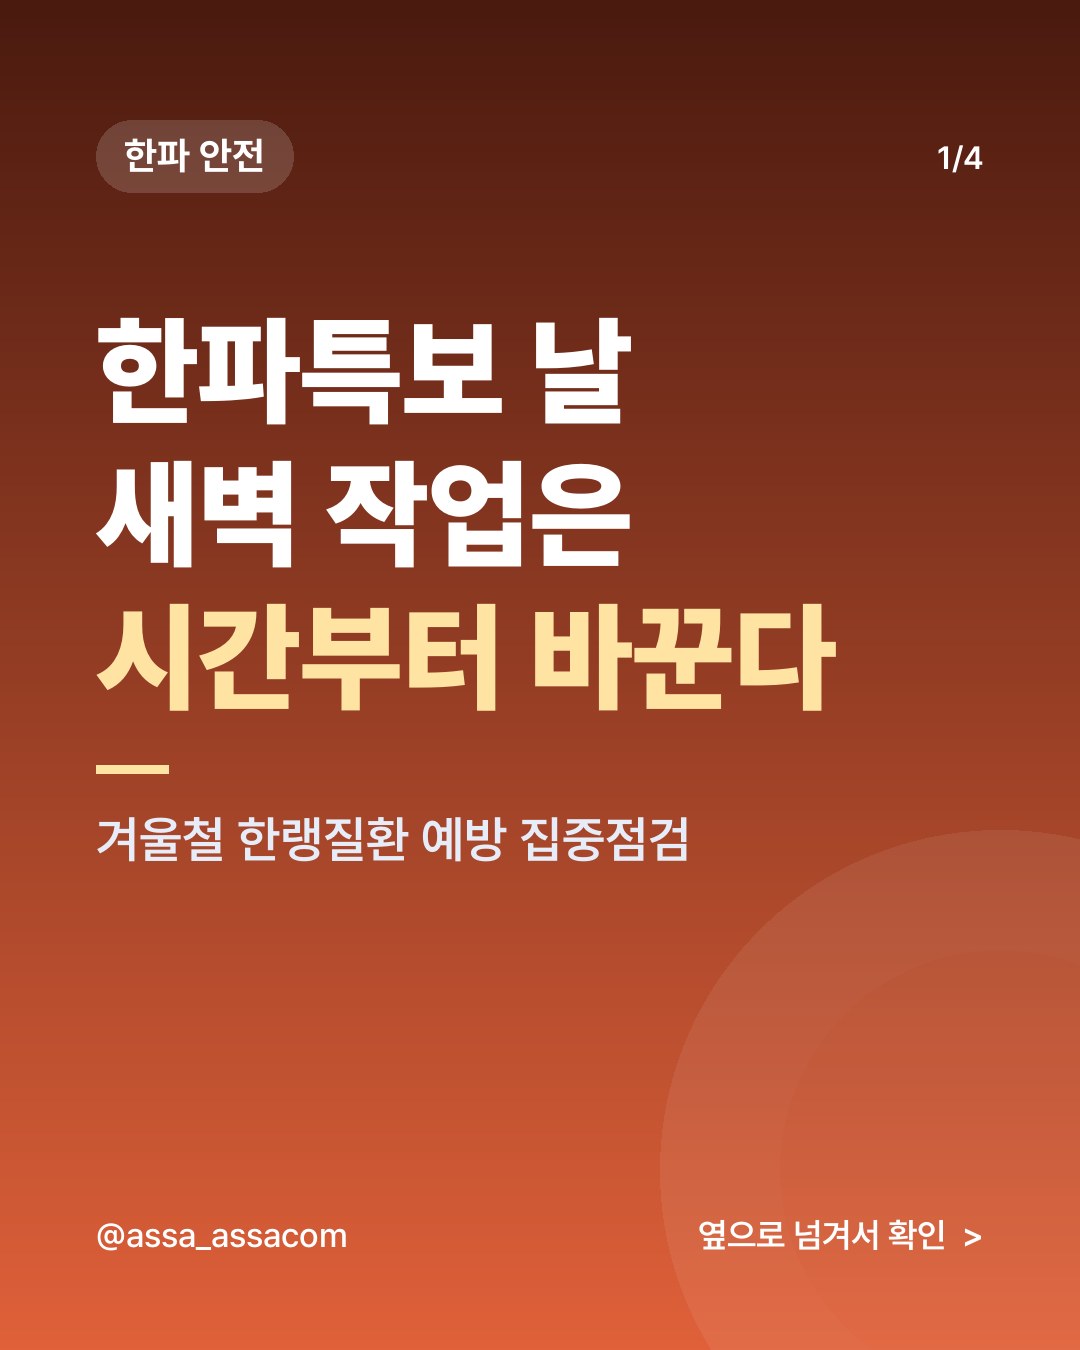 한파 안전
1/4
한파특보 날
새벽 작업은
시간부터 바꾼다
겨울철 한랭질환 예방 집중점검
@assa_assacom
옆으로 넘겨서 확인 >